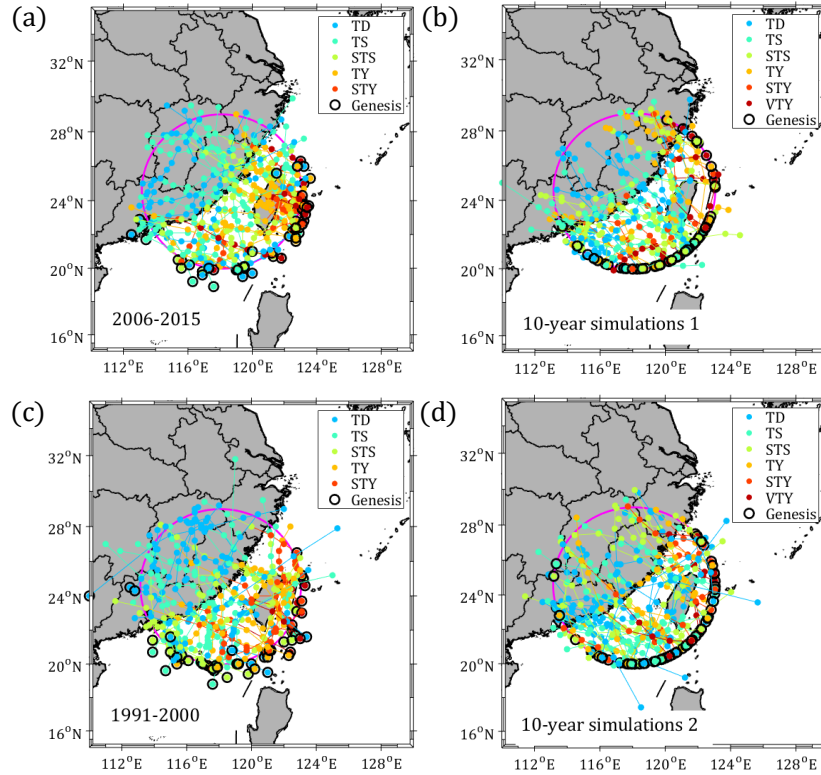 (a)
TD
TS
STS
TY
STY
Genesis
32°N
28°N
24°N
20°N
16°N
2006-2015
112°E 116°E 120°E 124°E 128°E
(b)
TD
TS
STS
TY
STY
VTY
Genesis
32°N
28°N
24°N
20°N
16°N
10-year simulations 1
112°E 116°E 120°E 124°E 128°E
(c)
TD
TS
STS
TY
STY
Genesis
32°N
28°N
24°N
20°N
16°N
1991-2000
112°E 116°E 120°E 124°E 128°E
(d)
TD
TS
STS
TY
STY
VTY
Genesis
32°N
28°N
24°N
20°N
16°N
10-year simulations 2
112°E 116°E 120°E 124°E 128°E